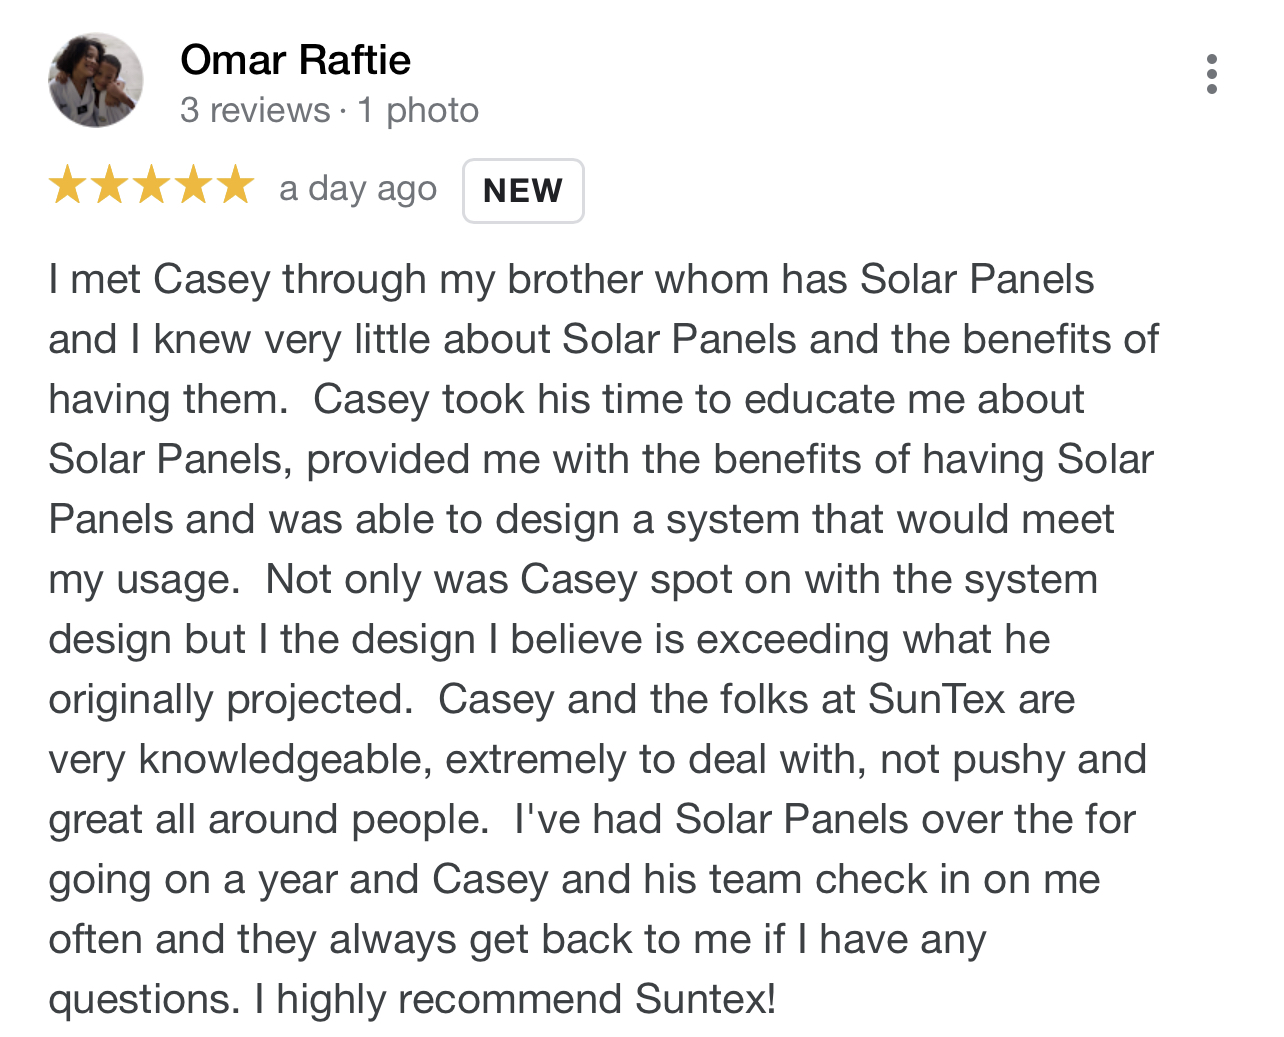 Omar Raftie
3 reviews · 1 photo
a day ago NEW
I met Casey through my brother whom has Solar Panels
and I knew very little about Solar Panels and the benefits of
having them.  Casey took his time to educate me about
Solar Panels, provided me with the benefits of having Solar
Panels and was able to design a system that would meet
my usage.  Not only was Casey spot on with the system
design but I the design I believe is exceeding what he
originally projected.  Casey and the folks at SunTex are
very knowledgeable, extremely to deal with, not pushy and
great all around people.  I've had Solar Panels over the for
going on a year and Casey and his team check in on me
often and they always get back to me if I have any
questions. I highly recommend Suntex!